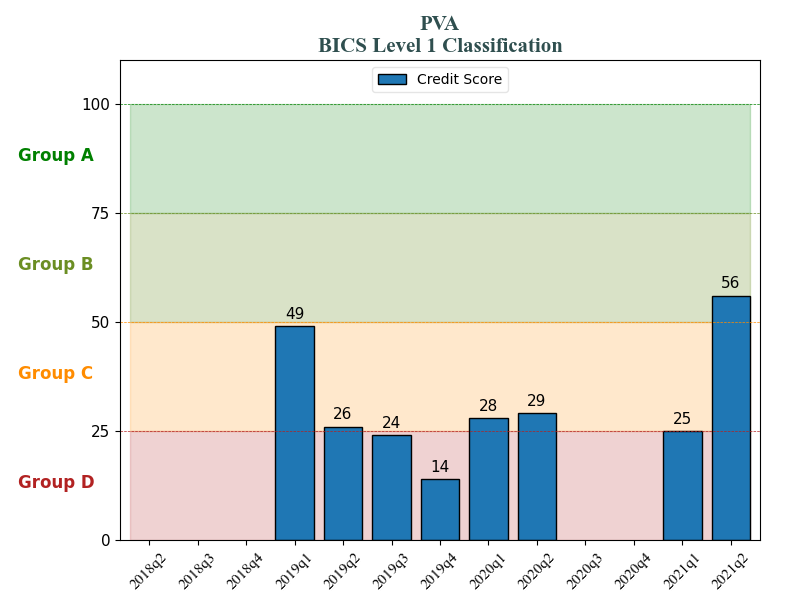 PVA
BICS Level 1 Classification
Credit Score
100
Group A
75
Group B
56
50
49
Group C
29
28
26
25
24
25
14
Group D
0
2018q2 2018q3 2018q4 2019q1 2019q2 2019q3 2019q4 2020q1 2020q2 2020q3 2020q4 2021q1 2021q2